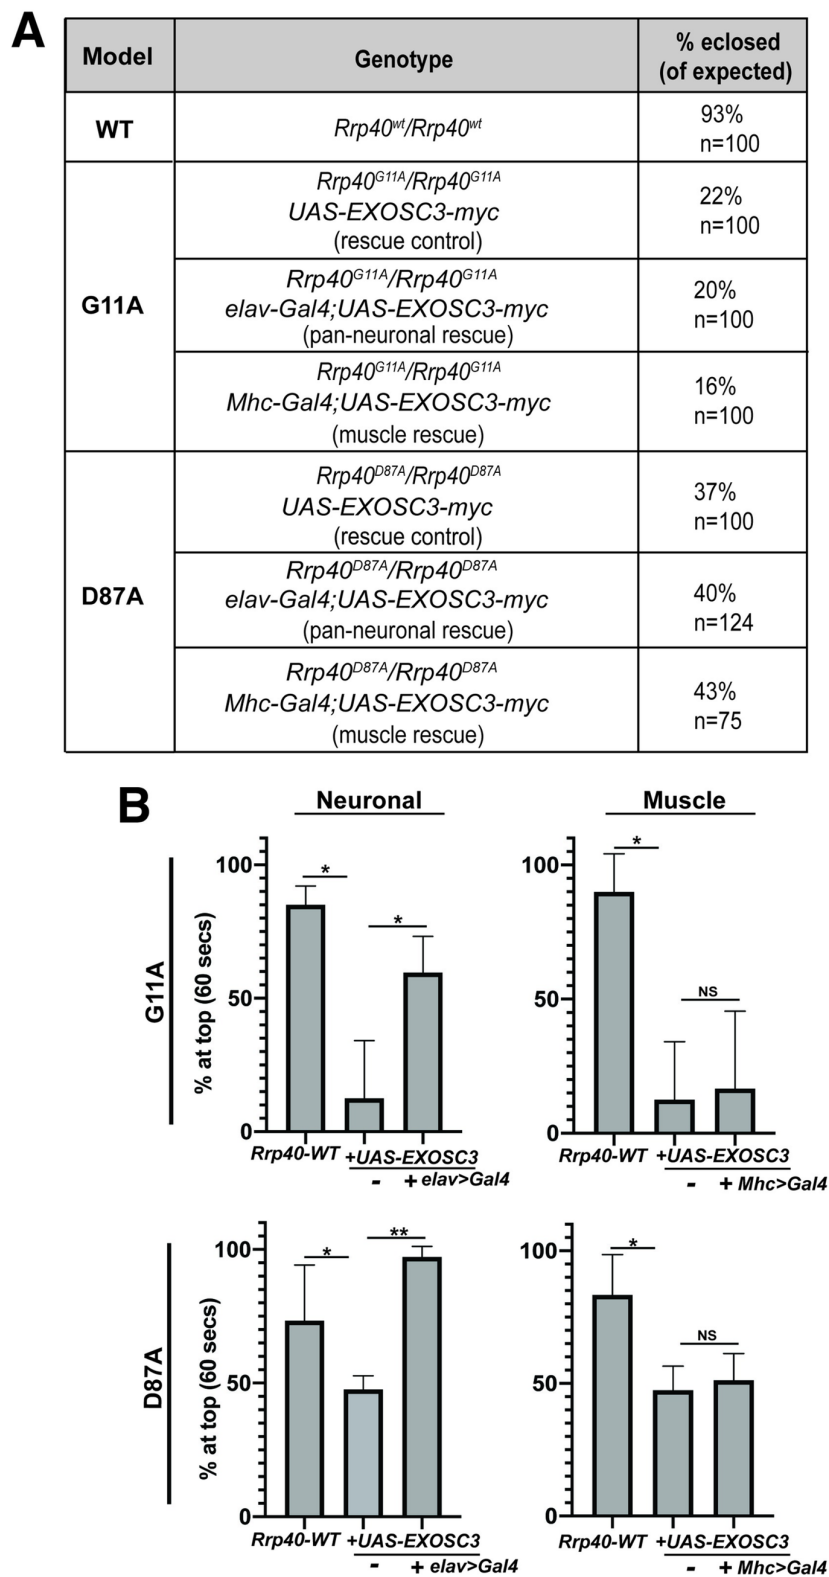 A
Model
Genotype
% eclosed
(of expected)
WT
Rrp40wt/Rrp40wt
93%
n=100
G11A
Rrp40G11A/Rrp40G11A
UAS-EXOSC3-myc
(rescue control)
22%
n=100
Rrp40G11A/Rrp40G11A
elav-Gal4;UAS-EXOSC3-myc
(pan-neuronal rescue)
20%
n=100
Rrp40G11A/Rrp40G11A
Mhc-Gal4;UAS-EXOSC3-myc
(muscle rescue)
16%
n=100
D87A
Rrp40D87A/Rrp40D87A
UAS-EXOSC3-myc
(rescue control)
37%
n=100
Rrp40D87A/Rrp40D87A
elav-Gal4;UAS-EXOSC3-myc
(pan-neuronal rescue)
40%
n=124
Rrp40D87A/Rrp40D87A
Mhc-Gal4;UAS-EXOSC3-myc
(muscle rescue)
43%
n=75
B
Neuronal
Muscle
G11A
% at top (60 secs)
100
50
0
*
*
Rrp40-WT +UAS-EXOSC3
- + elav>Gal4
100
50
0
*
NS
Rrp40-WT +UAS-EXOSC3
- + Mhc>Gal4
D87A
% at top (60 secs)
100
50
0
*
**
Rrp40-WT +UAS-EXOSC3
- + elav>Gal4
100
50
0
*
NS
Rrp40-WT +UAS-EXOSC3
- + Mhc>Gal4